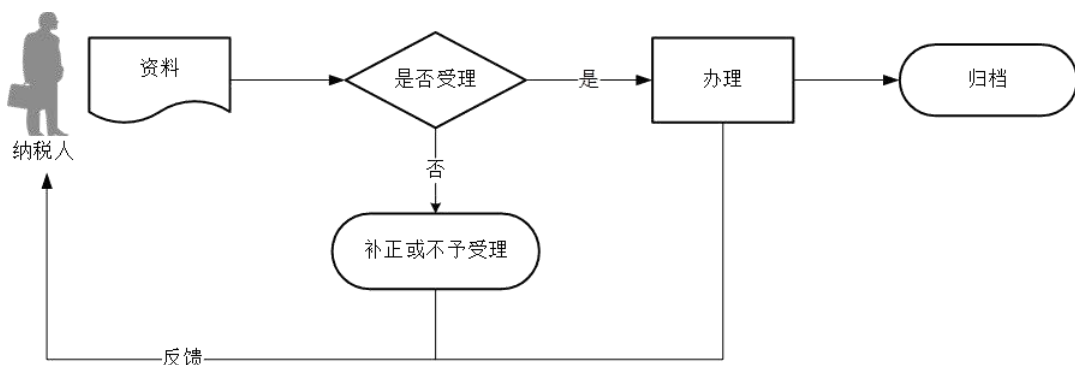 资料
是否受理
是
办理
归档
纳税人
否
补正或不予受理
反馈